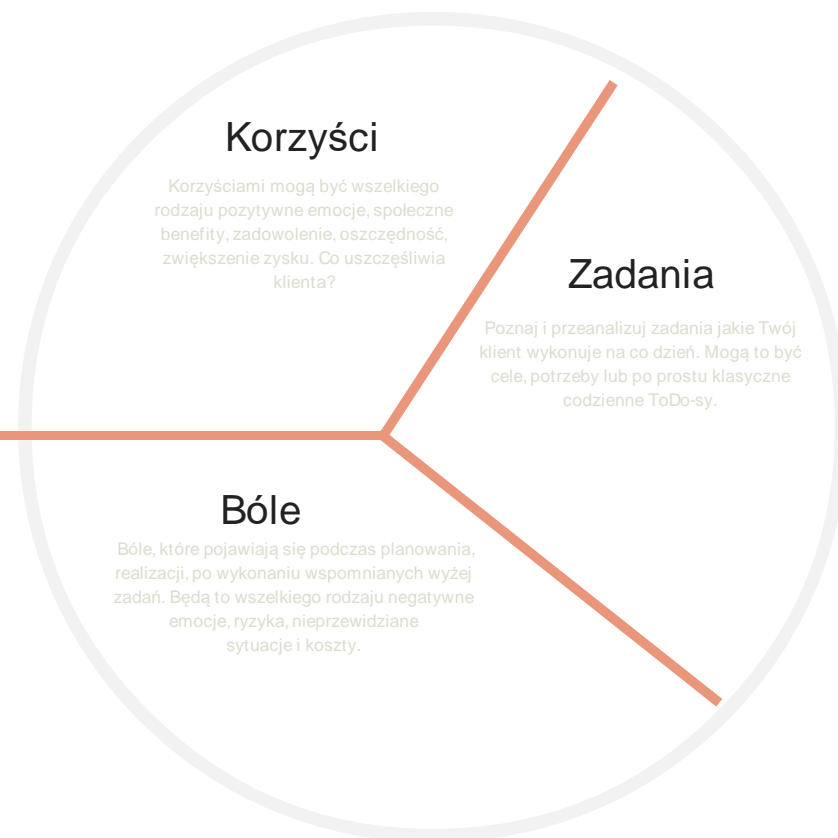 Korzyści
Korzyściami mogą być wszelkiego
rodzaju pozytywne emocje, społeczne
benefity, zadowolenie, oszczędność,
zwiększenie zysku. Co uszczęśliwia
klienta?
Zadania
Poznaj i przeanalizuj zadania jakie Twój
klient wykonuje na co dzień. Mogą to być
cele, potrzeby lub po prostu klasyczne
codzienne ToDo-sy.
Bóle
Bóle, które pojawiają się podczas planowania,
realizacji, po wykonaniu wspomnianych wyżej
zadań. Będą to wszelkiego rodzaju negatywne
emocje, ryzyka, nieprzewidziane
sytuacje i koszty.